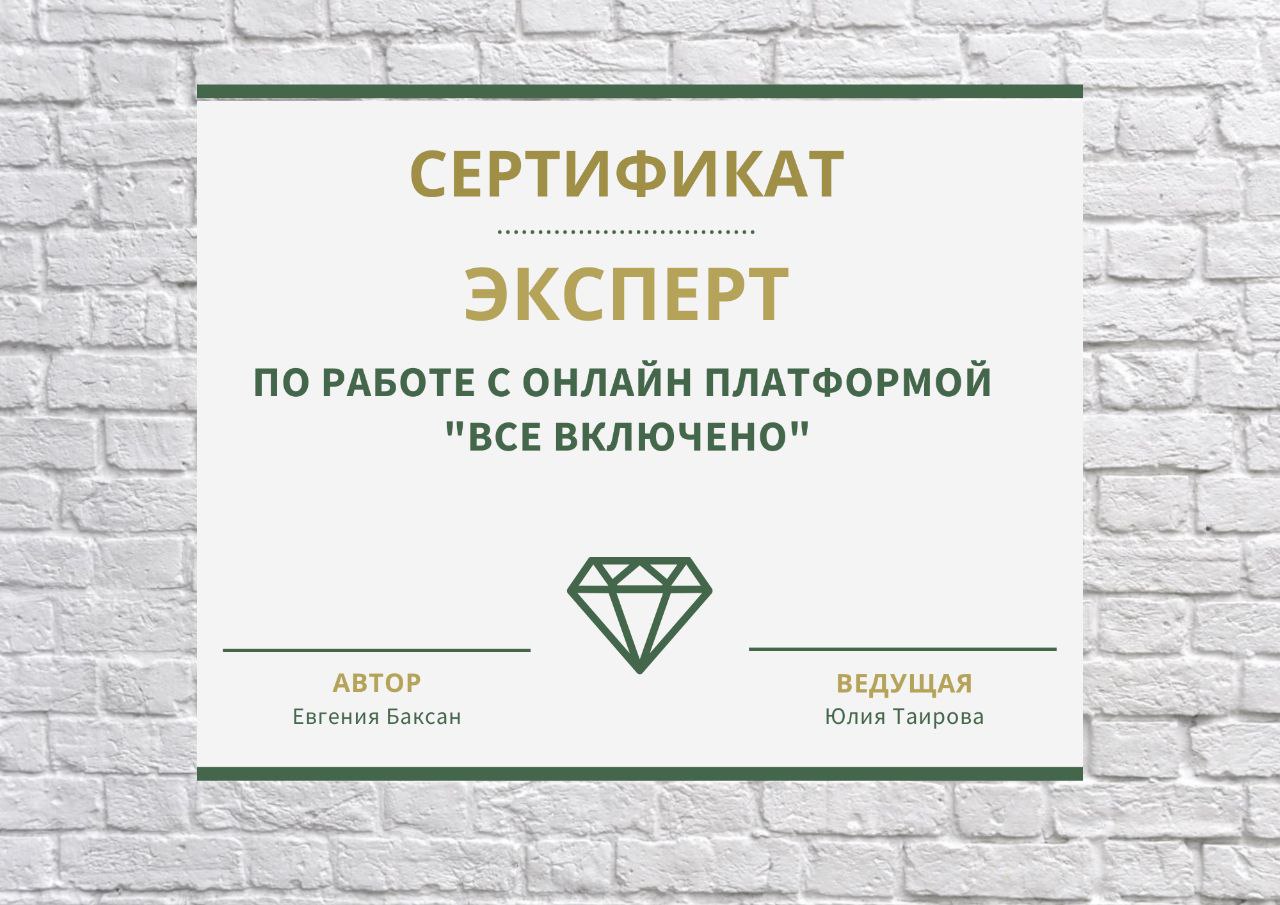 СЕРТИФИКАТ
ЭКСПЕРТ
ПО РАБОТЕ С ОНЛАЙН ПЛАТФОРМОЙ
"ВСЕ ВКЛЮЧЕНО"
АВТОР
Евгения Баксан
ВЕДУЩАЯ
Юлия Таирова